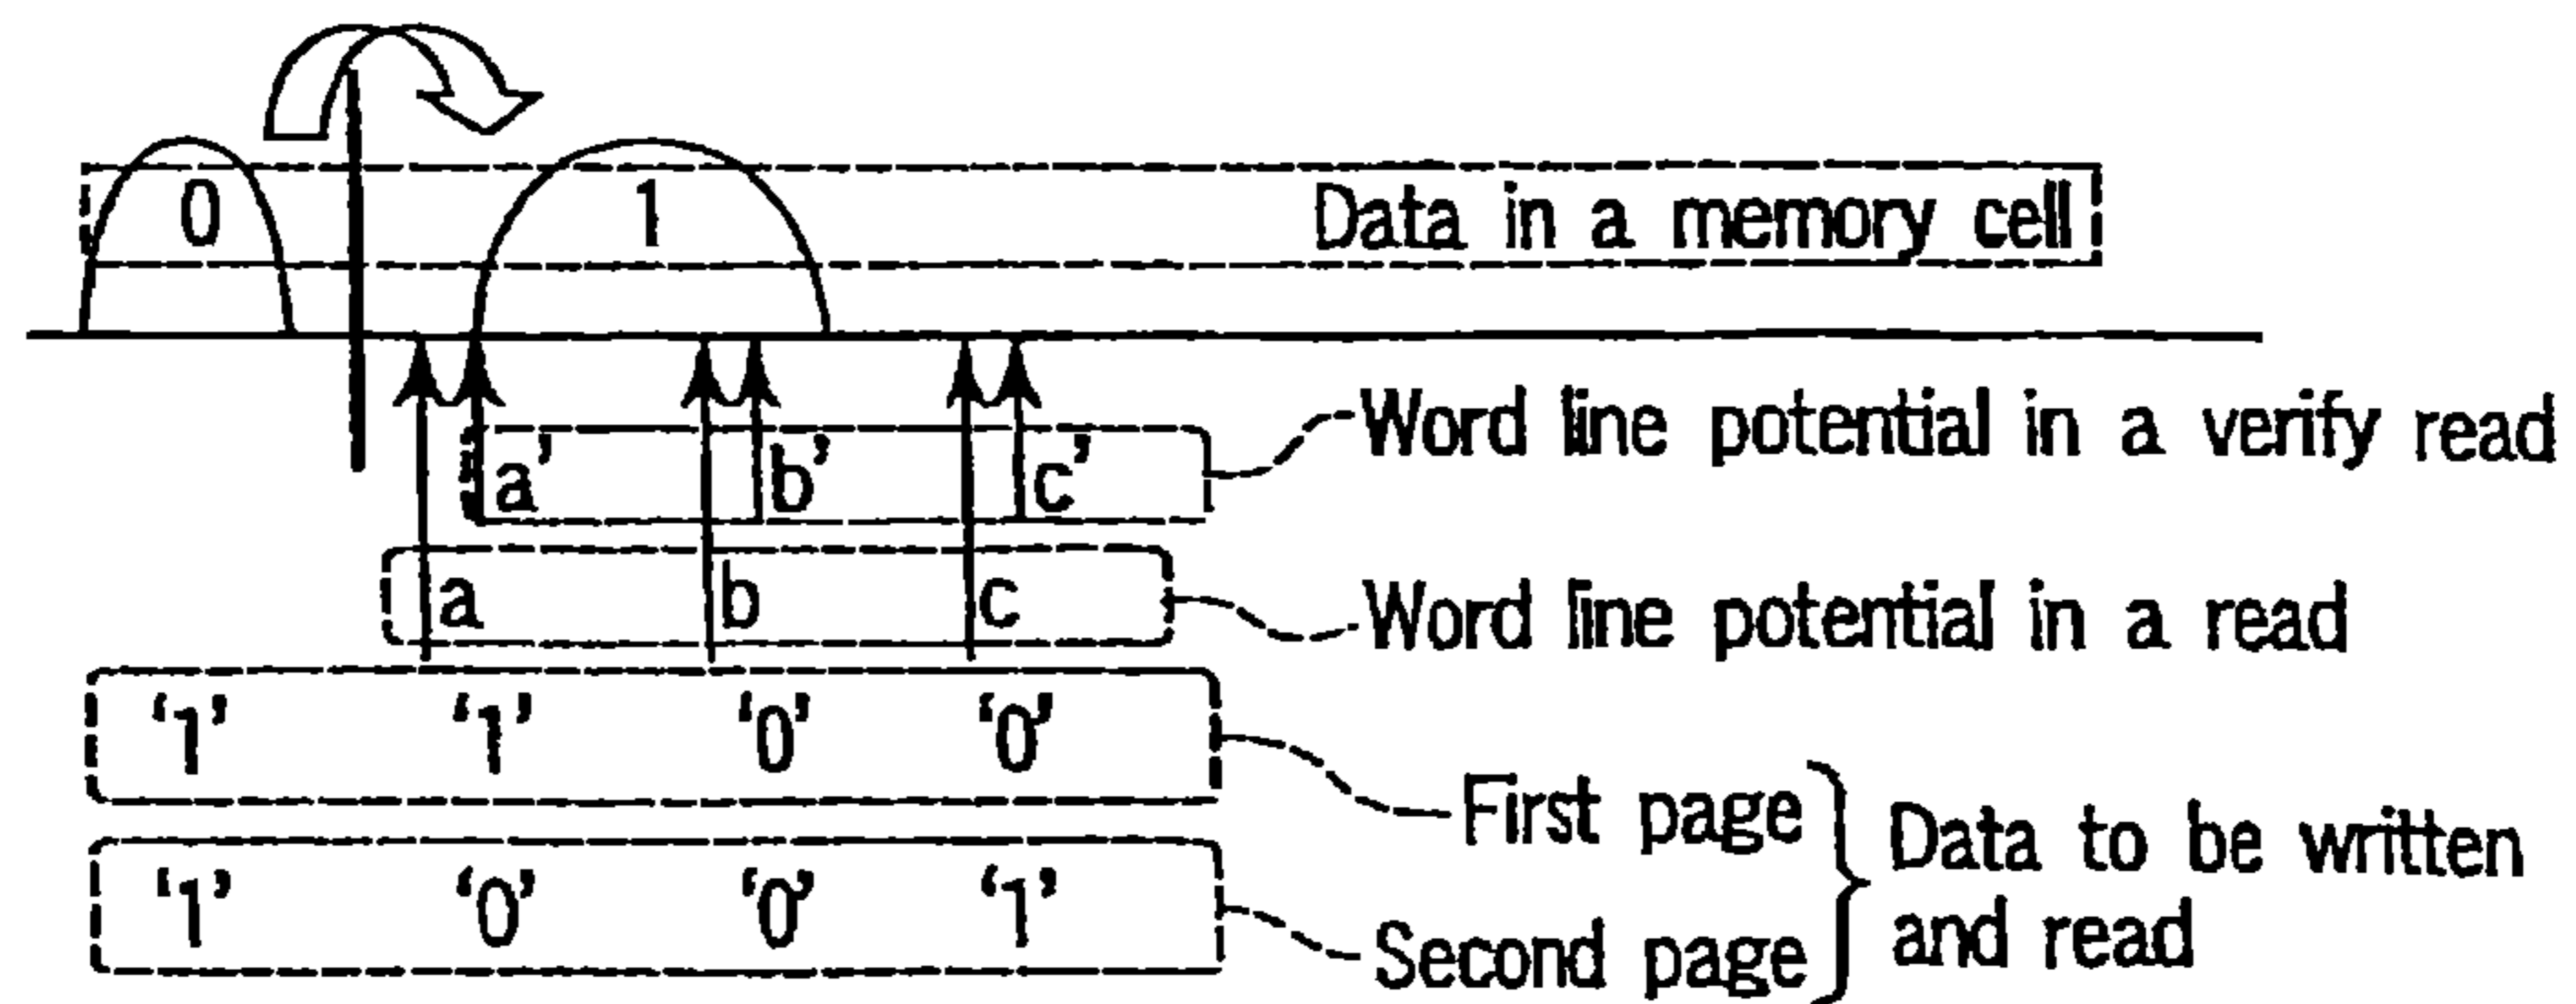 0 1 Data in a memory cell
a’ b’ c’ Word line potential in a verify read
a b c Word line potential in a read
‘1’ ‘1’ ‘0’ ‘0’ First page
‘1’ ‘0’ ‘0’ ‘1’ Second page
Data to be written
and read